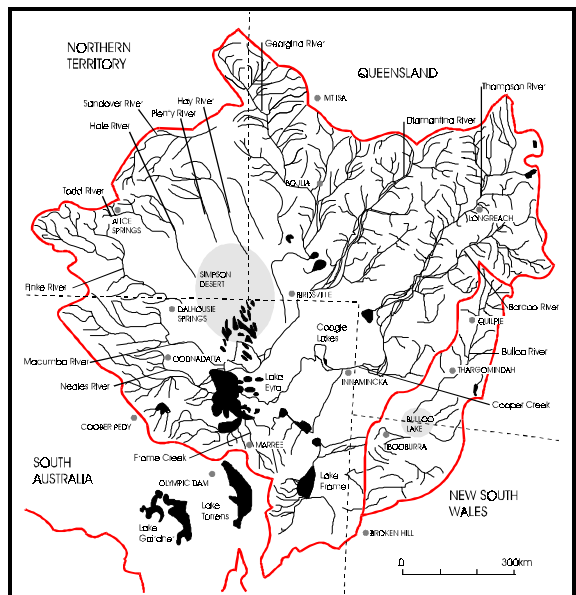 Georgina River
NORTHERN
TERRITORY
QUEENSLAND
Thompson River
Sandover River
Hay River
MT ISA
Plenty River
Diamantina River
Hale River
BOULIA
Todd River
ALICE
SPRINGS
LONGREACH
SIMPSON
DESERT
Finke River
BIRDSVILLE
Barcoo River
DALHOUSIE
SPRINGS
QUILPIE
Coogie
Lakes
Bulloo River
OODNADATTA
Macumba River
THARGOMINDAH
Lake
Eyre
INNAMINCKA
Neales River
Cooper Creek
COOBER PEDY
BULLOO
LAKE
TIBOOBURRA
MARREE
Frome Creek
SOUTH
AUSTRALIA
OLYMPIC DAM
Lake
Frome
NEW SOUTH
WALES
Lake
Torrens
Lake
Gairdner
BROKEN HILL
0
300km